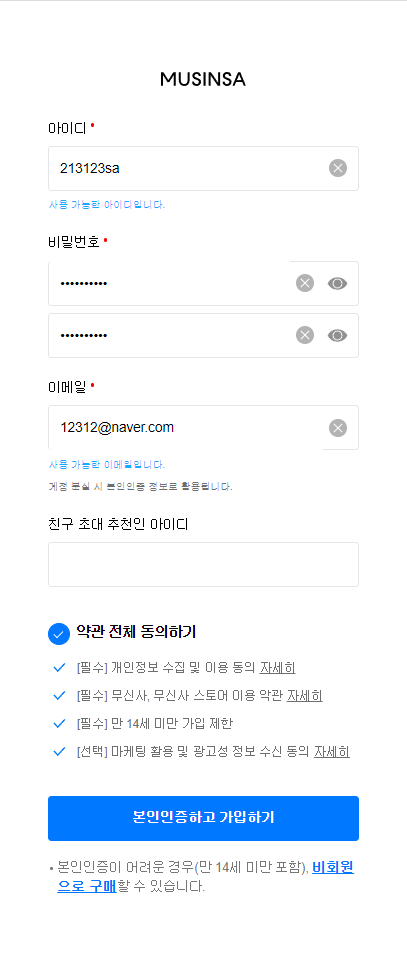 MUSINSA
아이디 *
213123sa
사용 가능한 아이디입니다.
비밀번호 *
••••••••••
••••••••••
이메일 *
12312@naver.com
사용 가능한 이메일입니다.
계정 분실 시 본인인증 정보로 활용됩니다.
친구 초대 추천인 아이디
약관 전체 동의하기
[필수] 개인정보 수집 및 이용 동의 자세히
[필수] 무신사, 무신사 스토어 이용 약관 자세히
[필수] 만 14세 미만 가입 제한
[선택] 마케팅 활용 및 광고성 정보 수신 동의 자세히
본인인증하고 가입하기
• 본인인증이 어려운 경우(만 14세 미만 포함), 비회원
으로 구매할 수 있습니다.